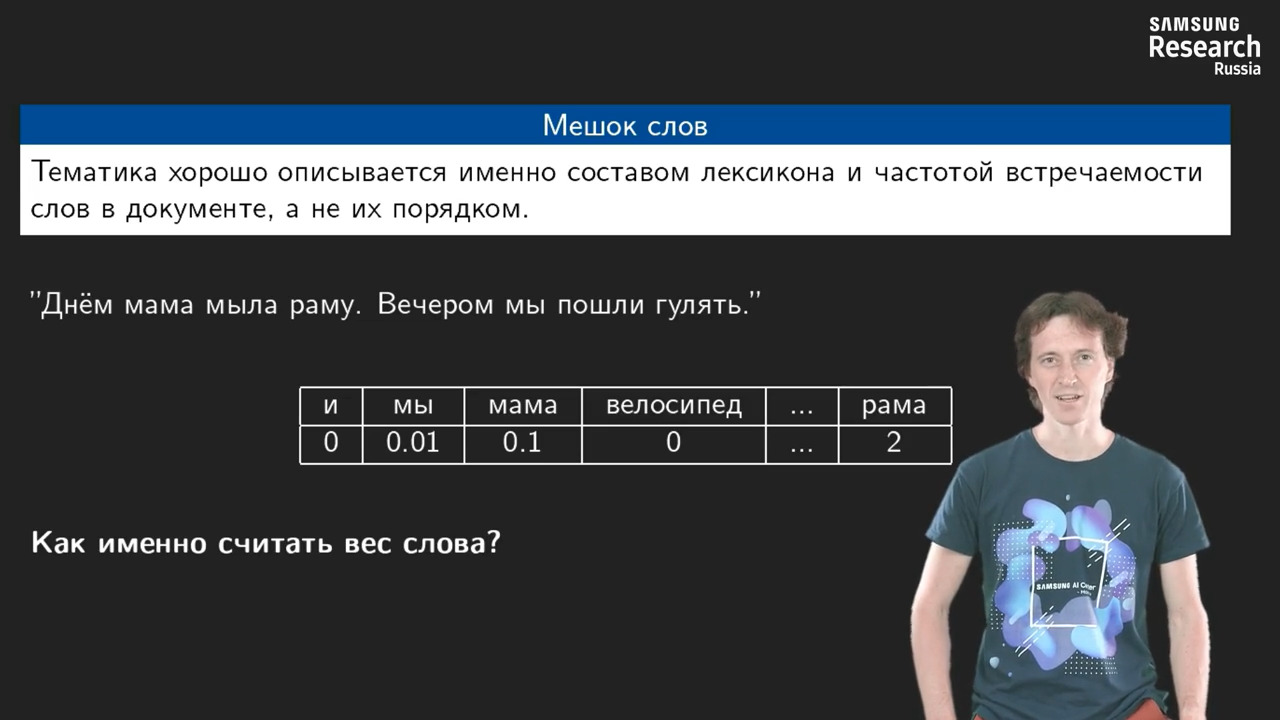 SAMSUNG
Research
Russia
Мешок слов
Тематика хорошо описывается именно составом лексикона и частотой встречаемости
слов в документе, а не их порядком.
"Днём мама мыла раму. Вечером мы пошли гулять."
и мы мама велосипед ... рама
0 0.01 0.1 0 ... 2
Как именно считать вес слова?
SAMSUNG AI Center